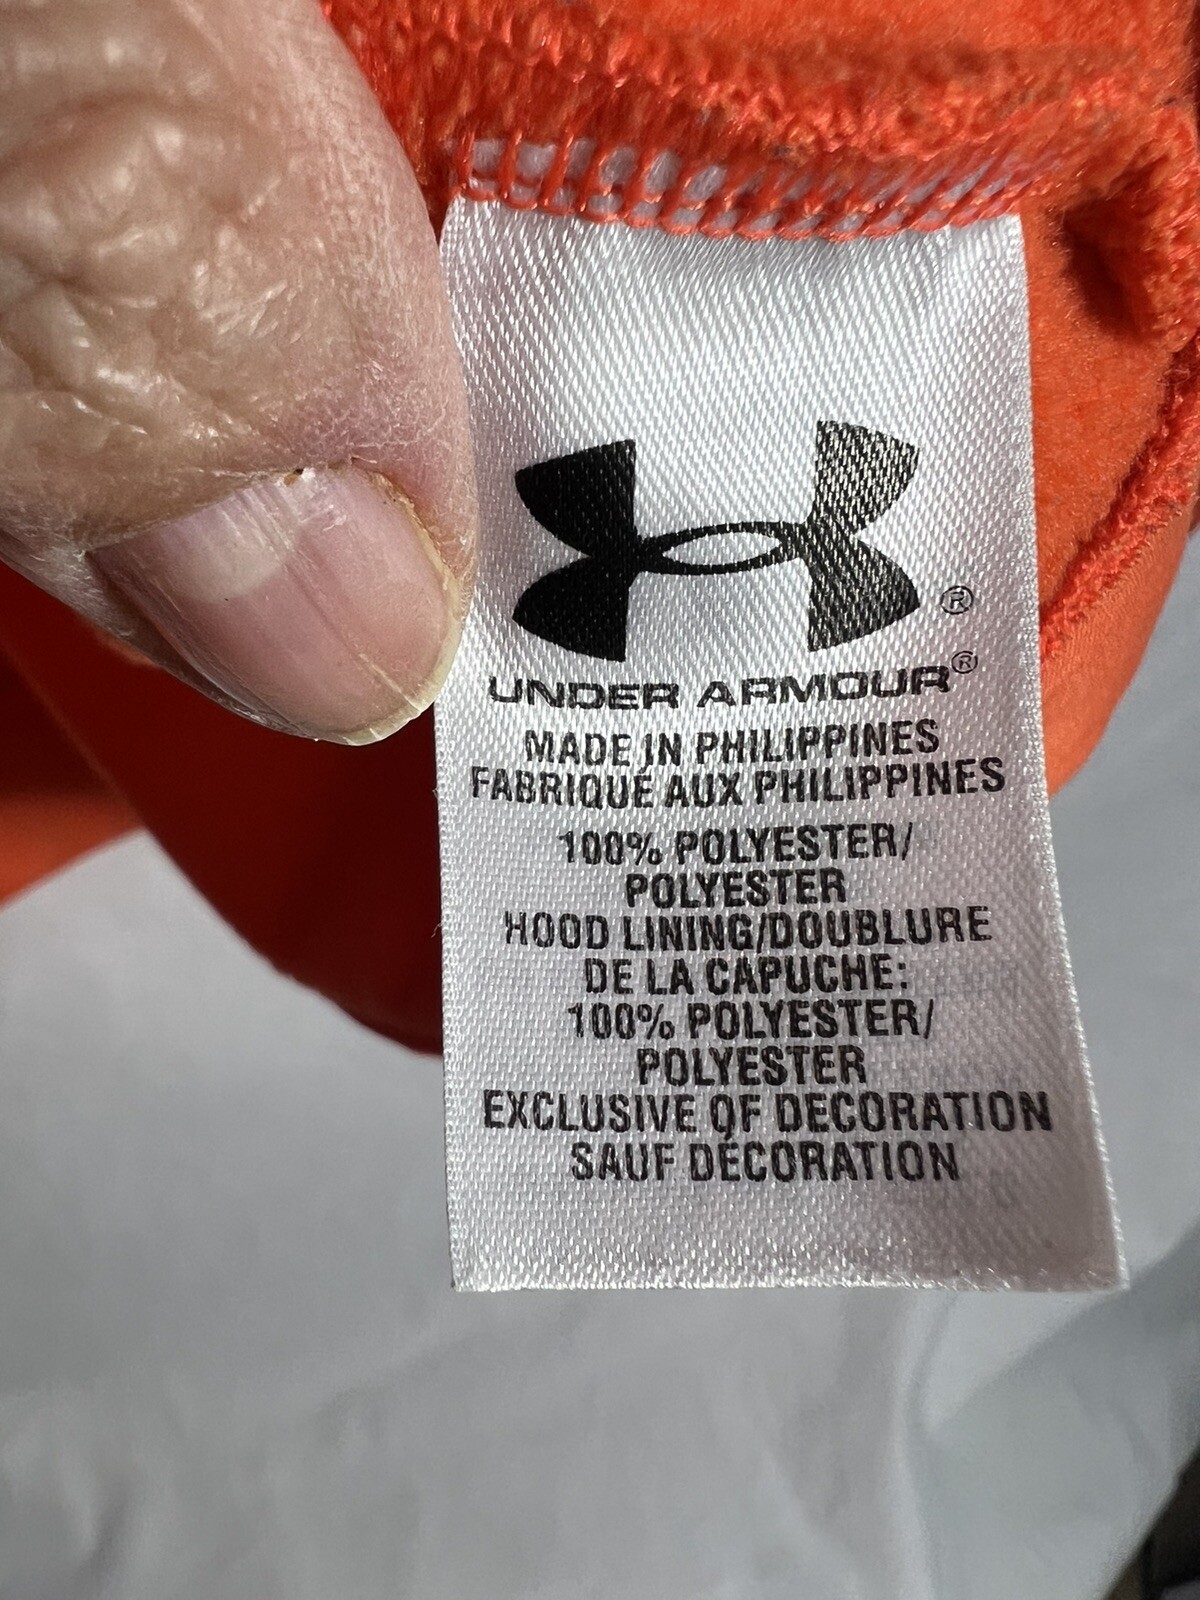 ®
UNDER ARMOUR®
MADE IN PHILIPPINES
FABRIQUÉ AUX PHILIPPINES
100% POLYESTER/
POLYESTER
HOOD LINING/DOUBLURE
DE LA CAPUCHE:
100% POLYESTER/
POLYESTER
EXCLUSIVE OF DECORATION
SAUF DÉCORATION